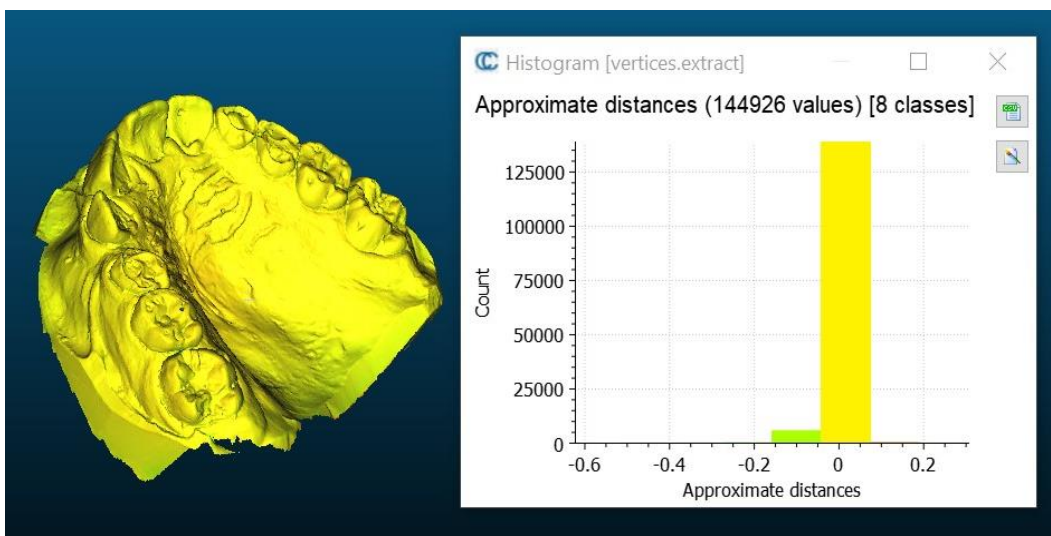 Histogram [vertices.extract]
Approximate distances (144926 values) [8 classes]
125000
100000
75000
50000
25000
0
Count
-0.6 -0.4 -0.2 0 0.2
Approximate distances